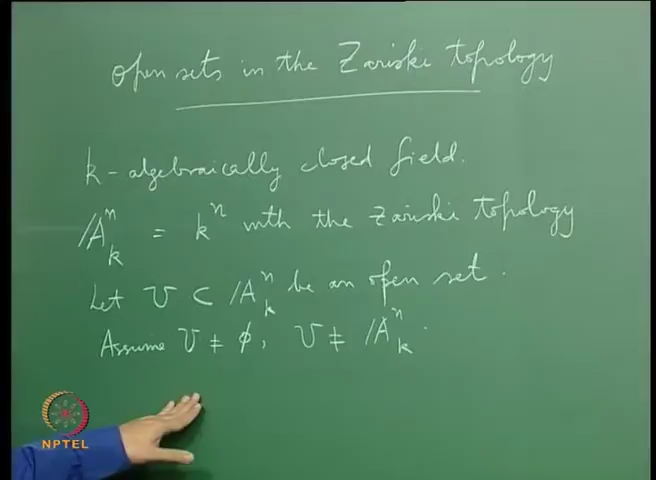 Open sets in the Zariski topology
k - algebraically closed field.
𝔸ⁿₖ = kⁿ with the Zariski topology
Let U ⊂ 𝔸ⁿₖ be an open set.
Assume U ≠ ϕ, U ≠ 𝔸ⁿₖ.
NPTEL